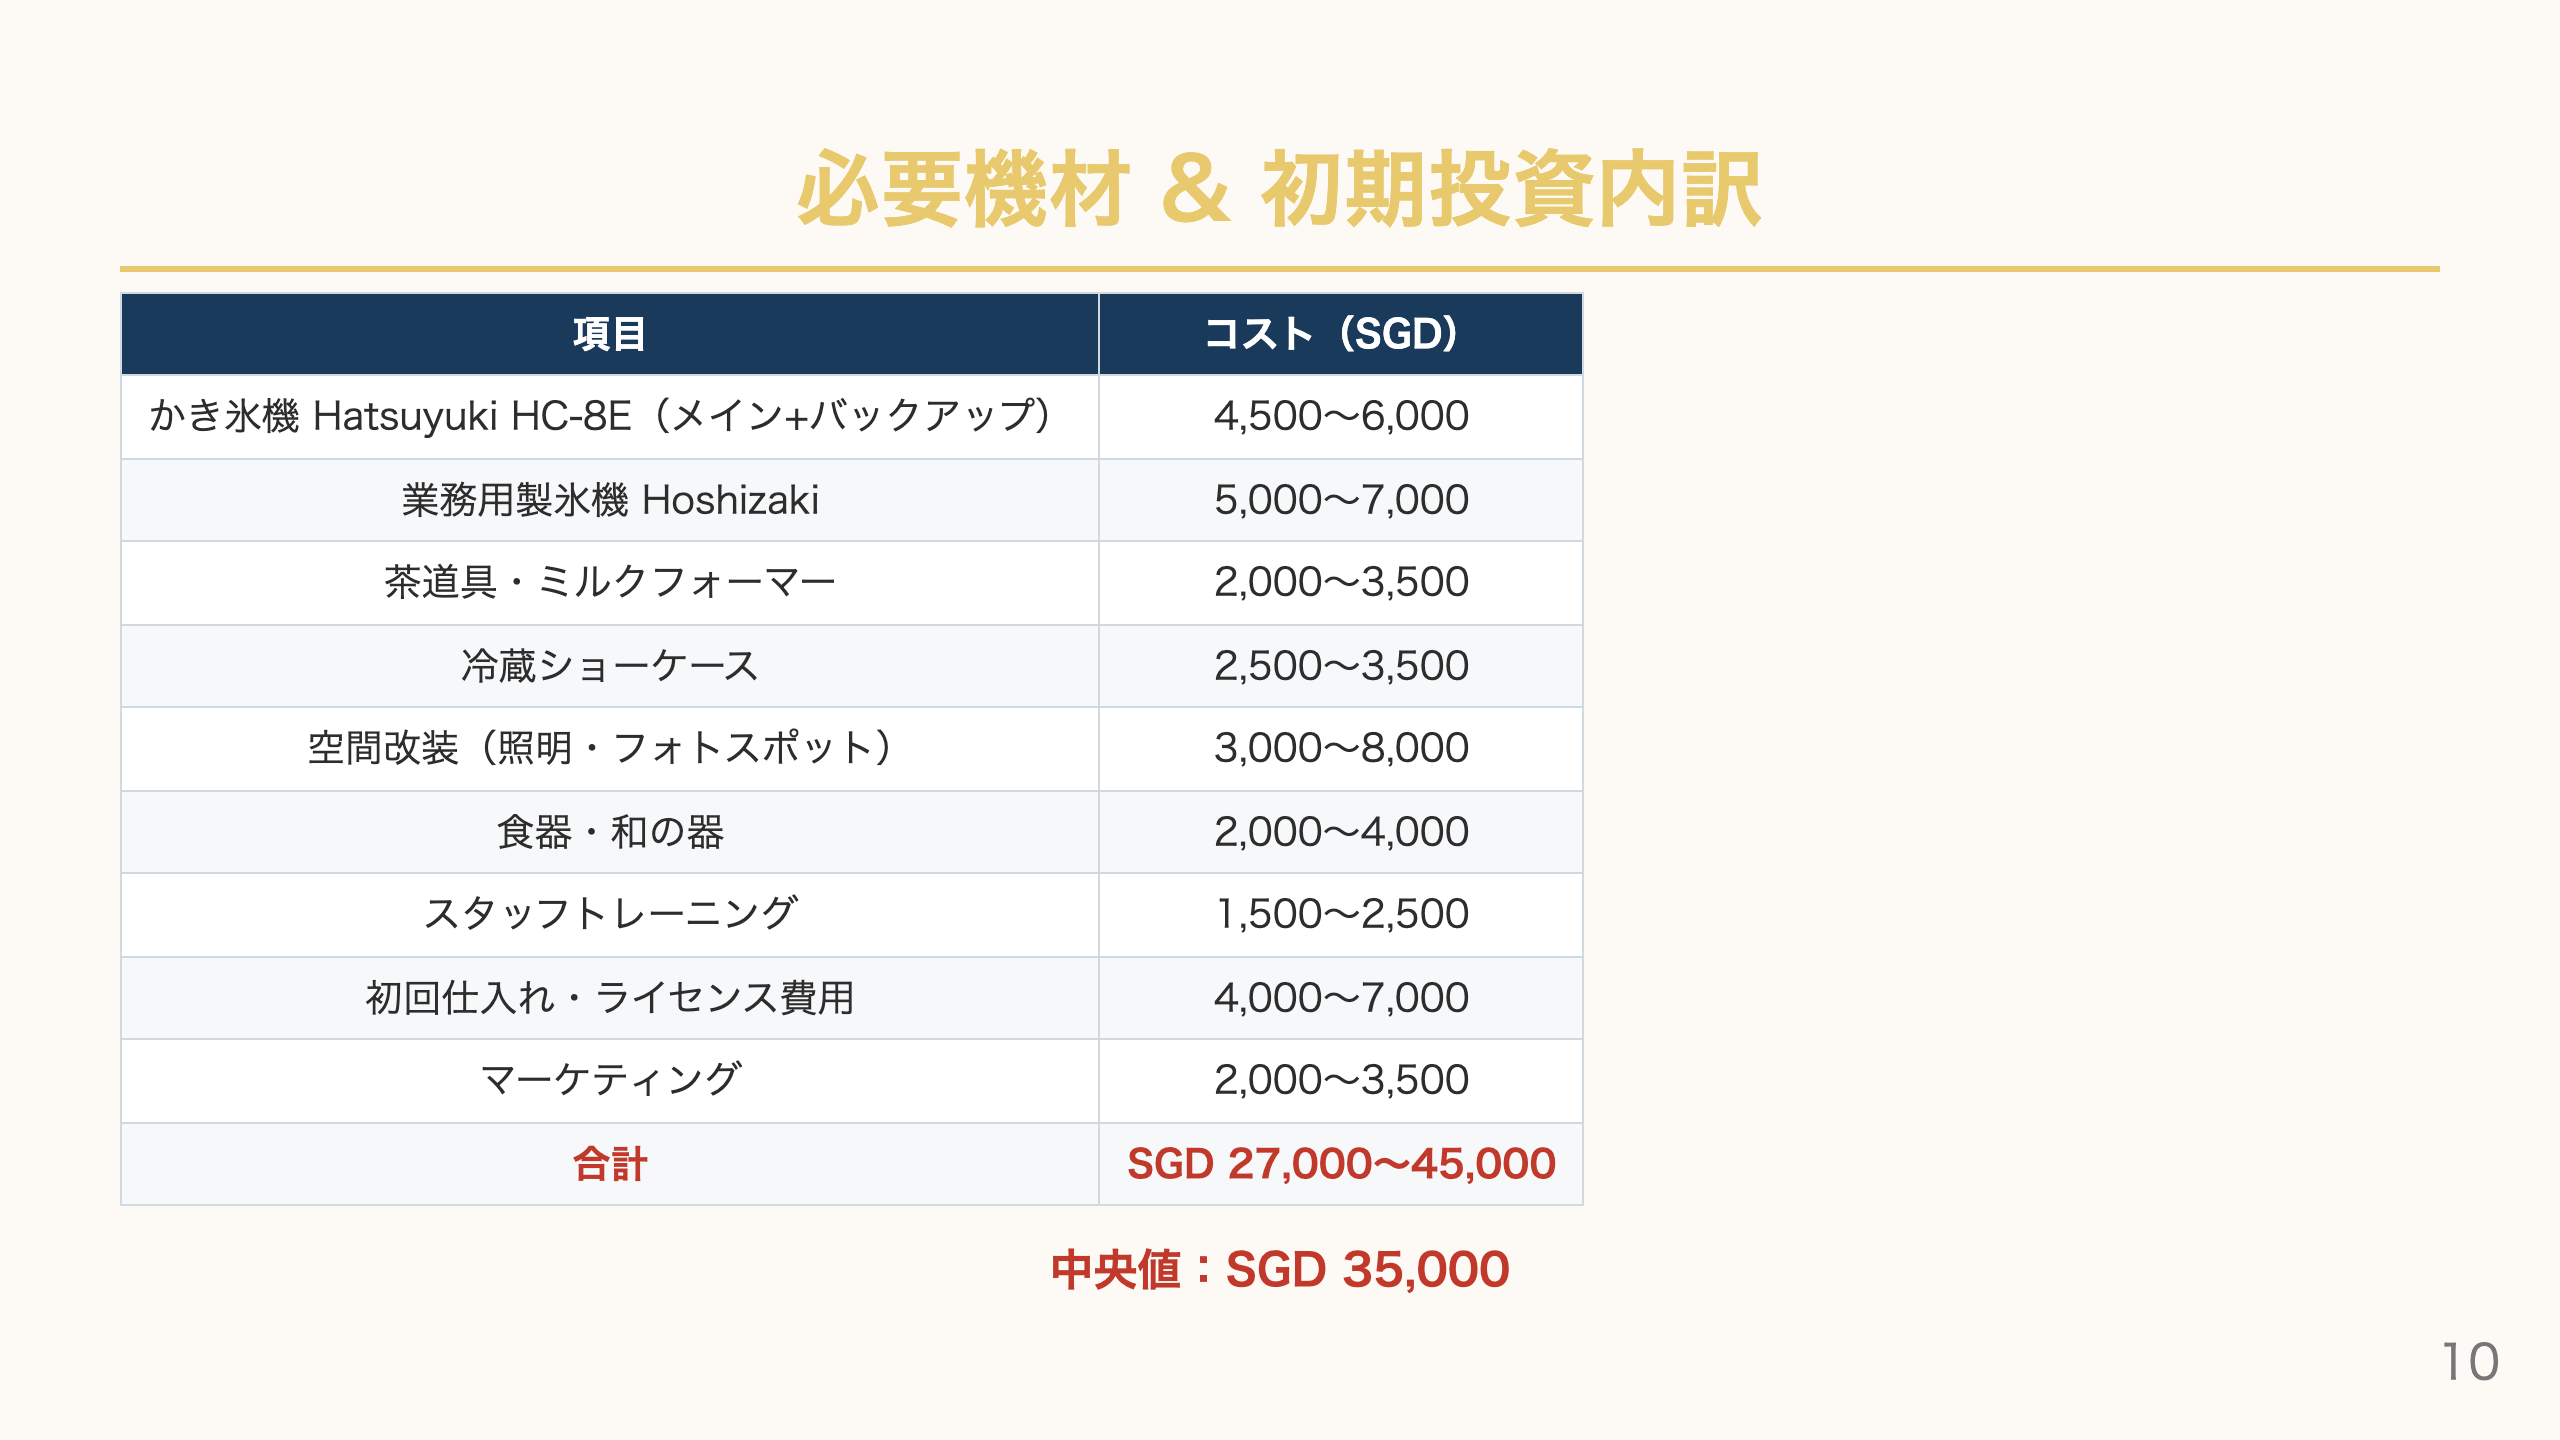 必要機材 & 初期投資内訳
項目 コスト（SGD）
かき氷機 Hatsuyuki HC-8E（メイン+バックアップ） 4,500〜6,000
業務用製氷機 Hoshizaki 5,000〜7,000
茶道具・ミルクフォーマー 2,000〜3,500
冷蔵ショーケース 2,500〜3,500
空間改装（照明・フォトスポット） 3,000〜8,000
食器・和の器 2,000〜4,000
スタッフトレーニング 1,500〜2,500
初回仕入れ・ライセンス費用 4,000〜7,000
マーケティング 2,000〜3,500
合計 SGD 27,000〜45,000
中央値：SGD 35,000
10